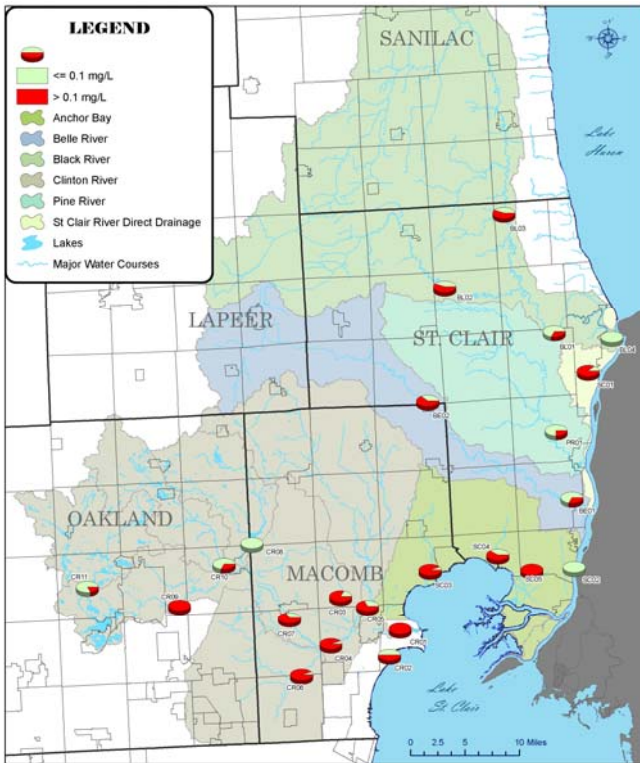 LEGEND
<= 0.1 mg/L
> 0.1 mg/L
Anchor Bay
Belle River
Black River
Clinton River
Pine River
St Clair River Direct Drainage
Lakes
Major Water Courses
SANILAC
Lake
Huron
BL03
BL02
LAPEER
ST. CLAIR
BL01
BL04
SC01
BE02
PR01
BE01
OAKLAND
CR08
MACOMB
SC04
CR11
CR10
SC03
SC05
SC02
CR09
CR03
CR05
CR07
CR01
CR04
CR02
CR06
Lake
St. Clair
0 2.5 5 10 Miles